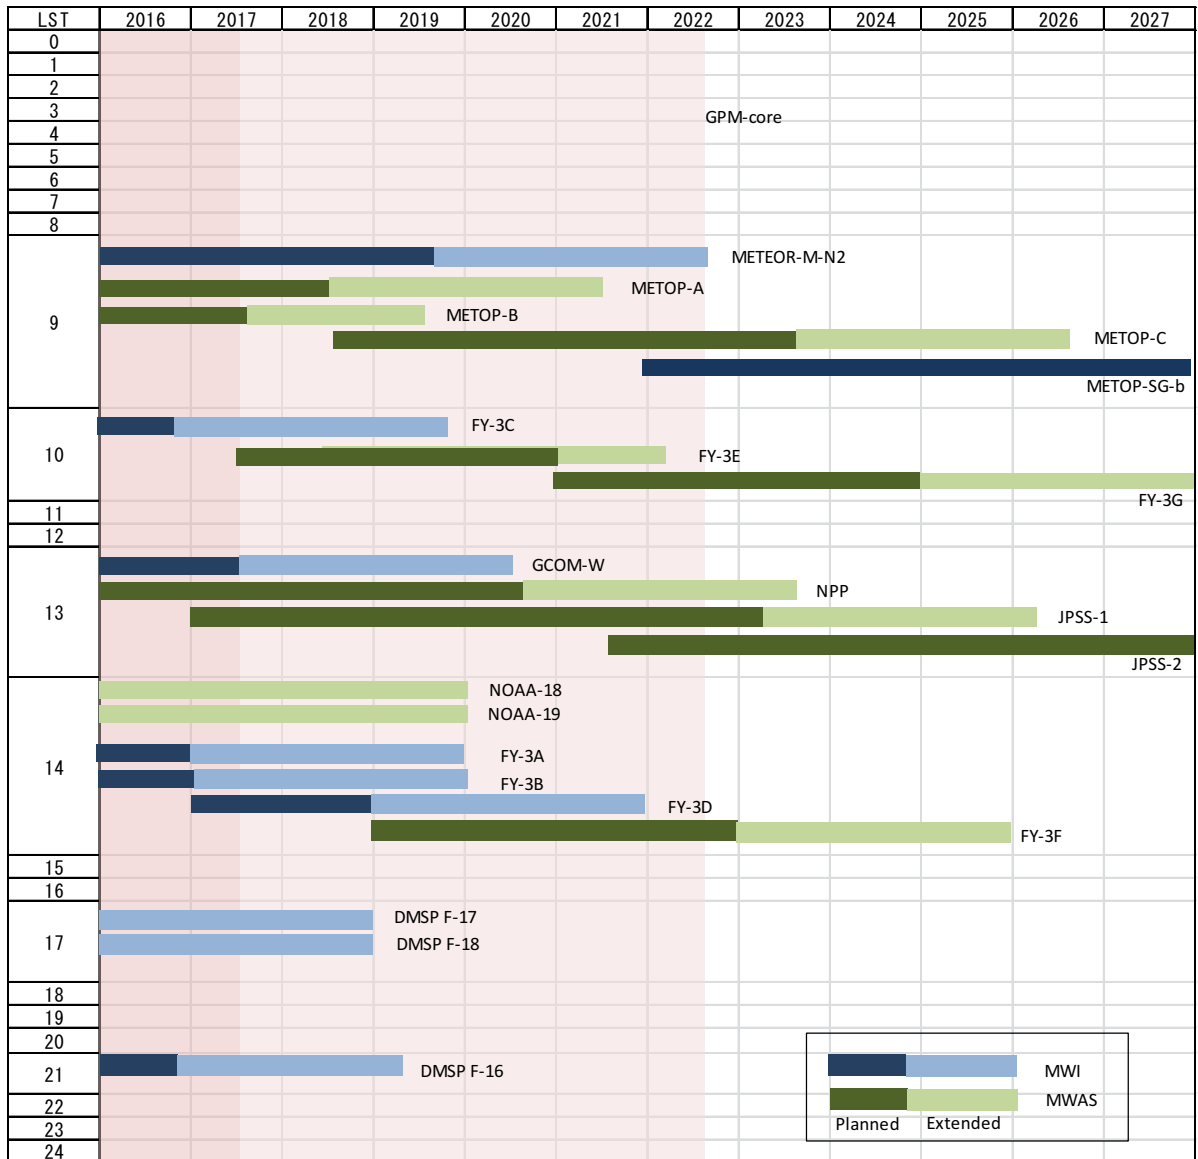 LST 2016 2017 2018 2019 2020 2021 2022 2023 2024 2025 2026 2027
0
1
2
3
GPM-core
4
5
6
7
8
METEOR-M-N2
METOP-A
METOP-B
9
METOP-C
METOP-SG-b
FY-3C
10
FY-3E
FY-3G
11
12
GCOM-W
NPP
13
JPSS-1
JPSS-2
NOAA-18
NOAA-19
FY-3A
14
FY-3B
FY-3D
FY-3F
15
16
DMSP F-17
17
DMSP F-18
18
19
20
DMSP F-16
21
MWI
MWAS
22
Planned Extended
23
24